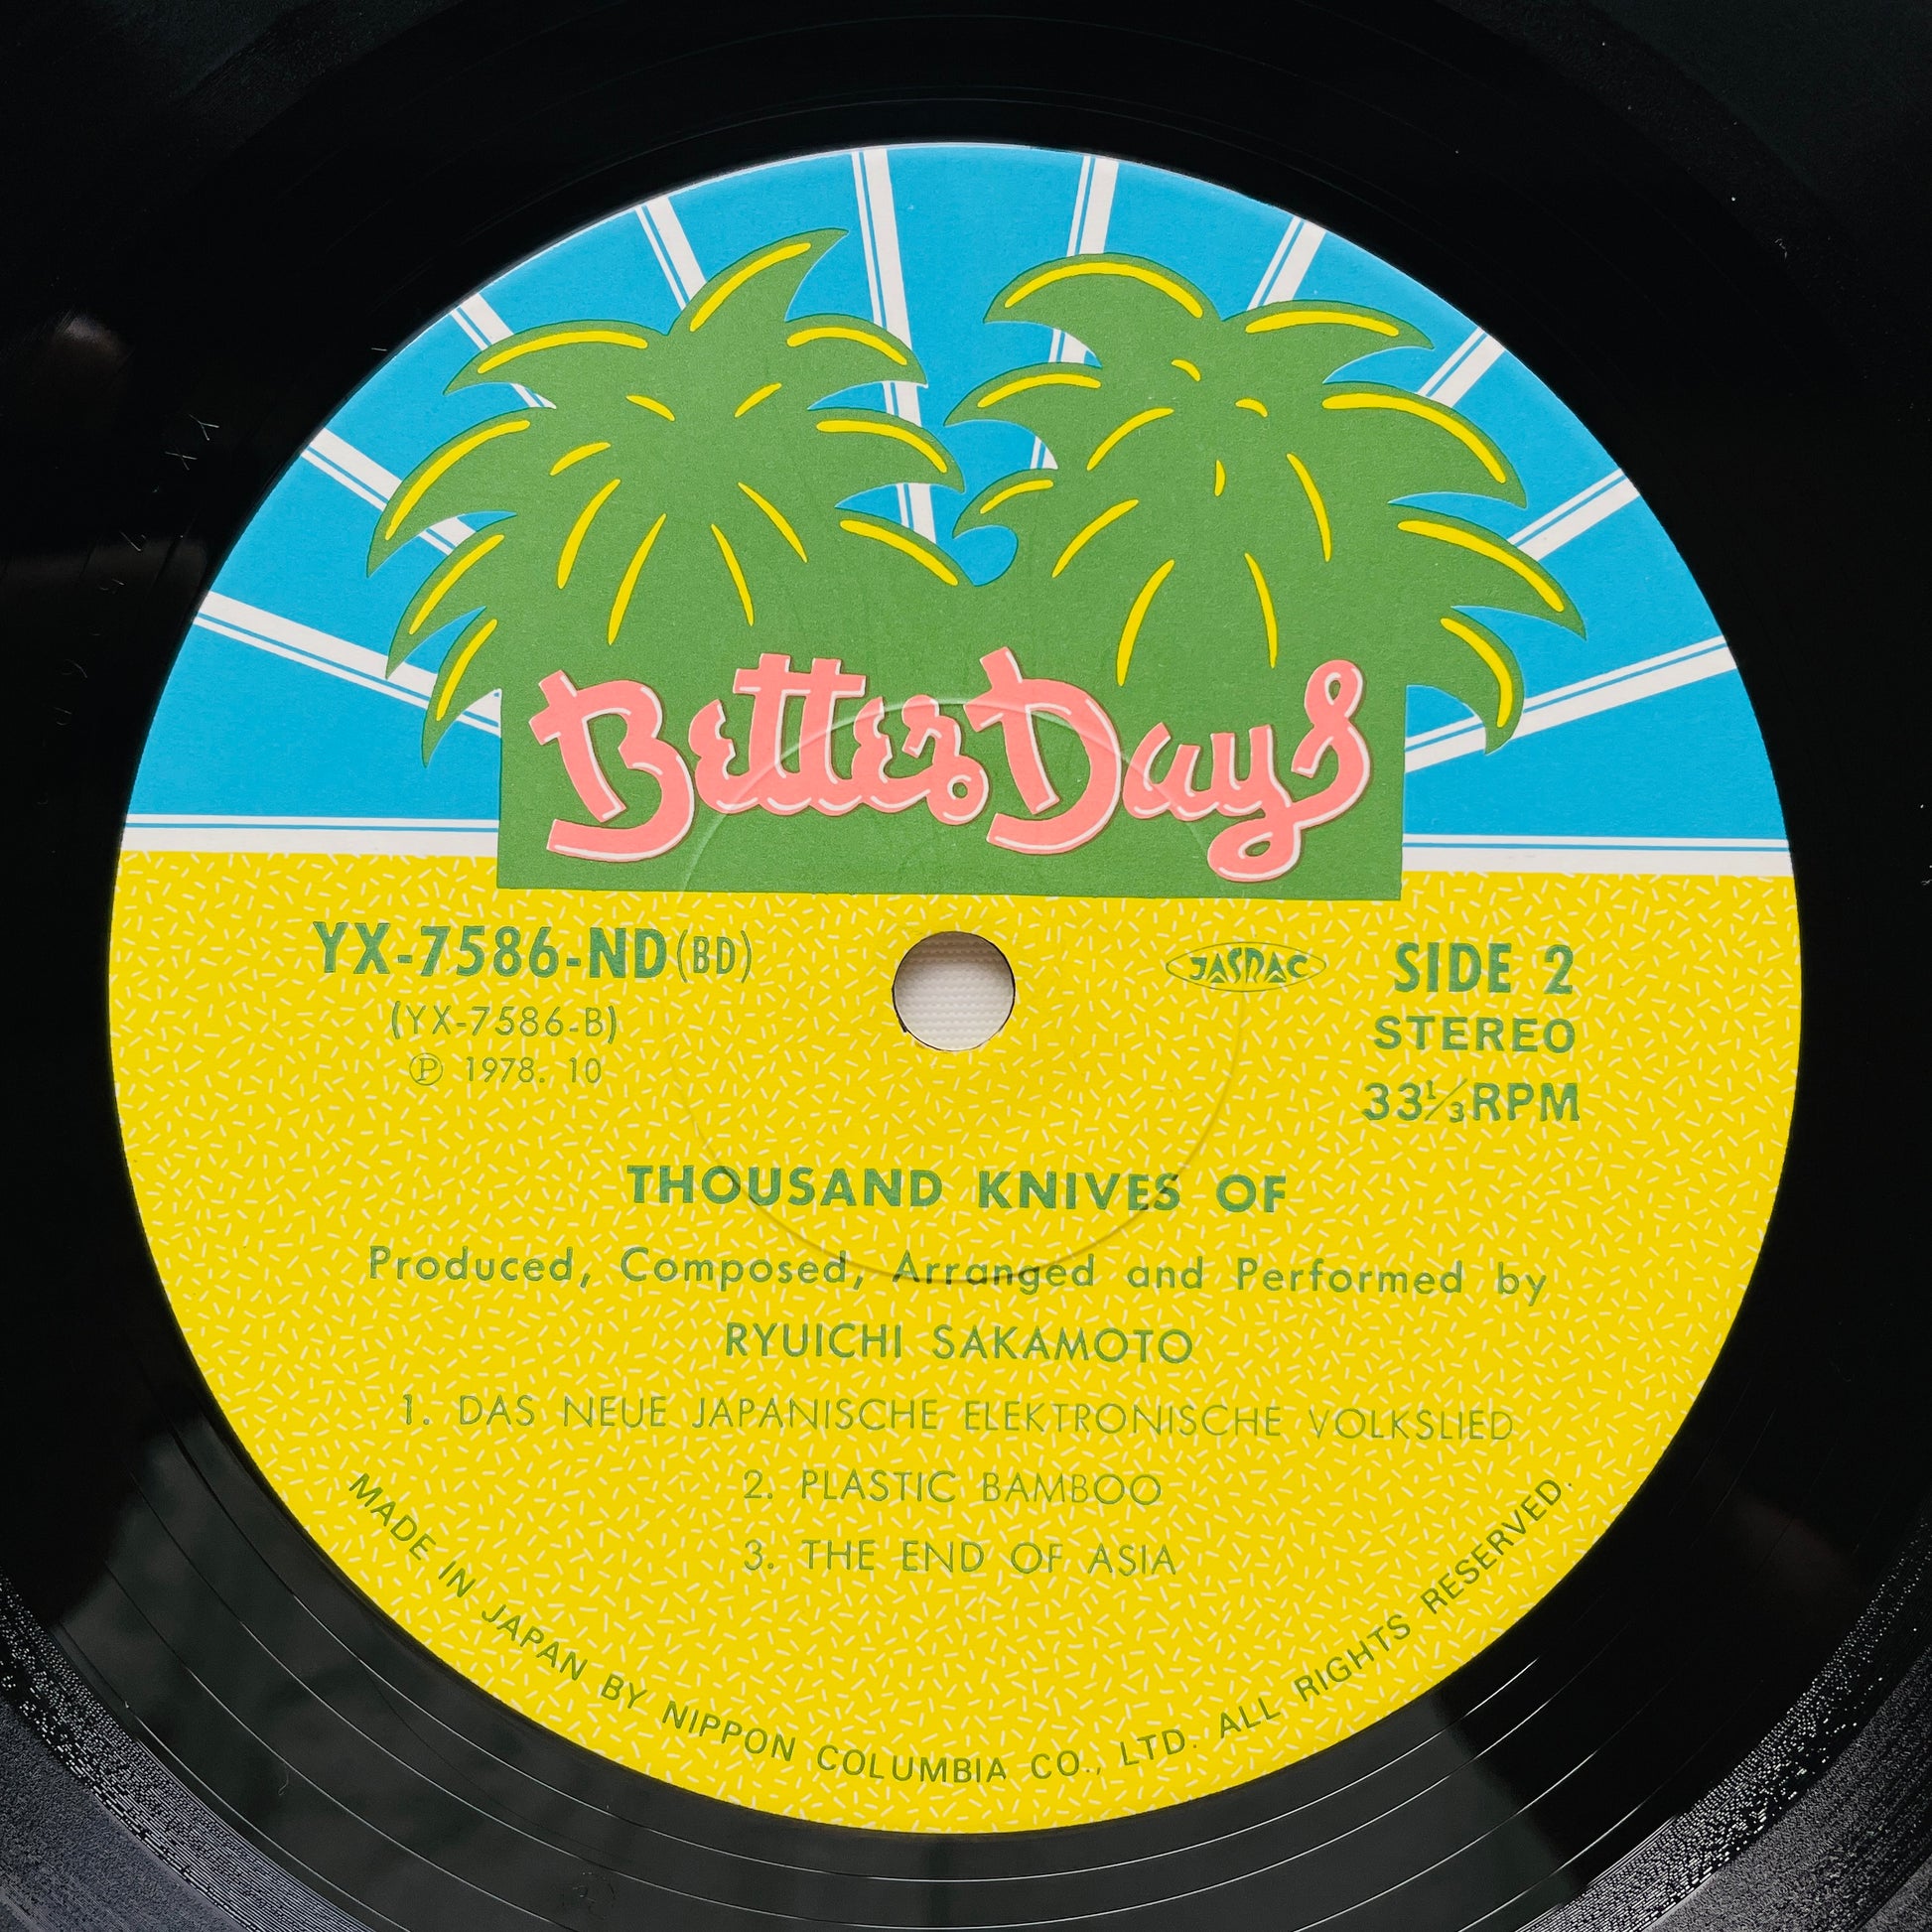 Better Days
YX-7586-ND(BD)
(YX-7586-B)
Ⓟ 1978. 10
JASRAC
SIDE 2
STEREO
33⅓RPM
THOUSAND KNIVES OF
Produced, Composed, Arranged and Performed by
RYUICHI SAKAMOTO
1. DAS NEUE JAPANISCHE ELEKTRONISCHE VOLKSLIED
2. PLASTIC BAMBOO
3. THE END OF ASIA
MADE IN JAPAN BY NIPPON COLUMBIA CO., LTD. ALL RIGHTS RESERVED.